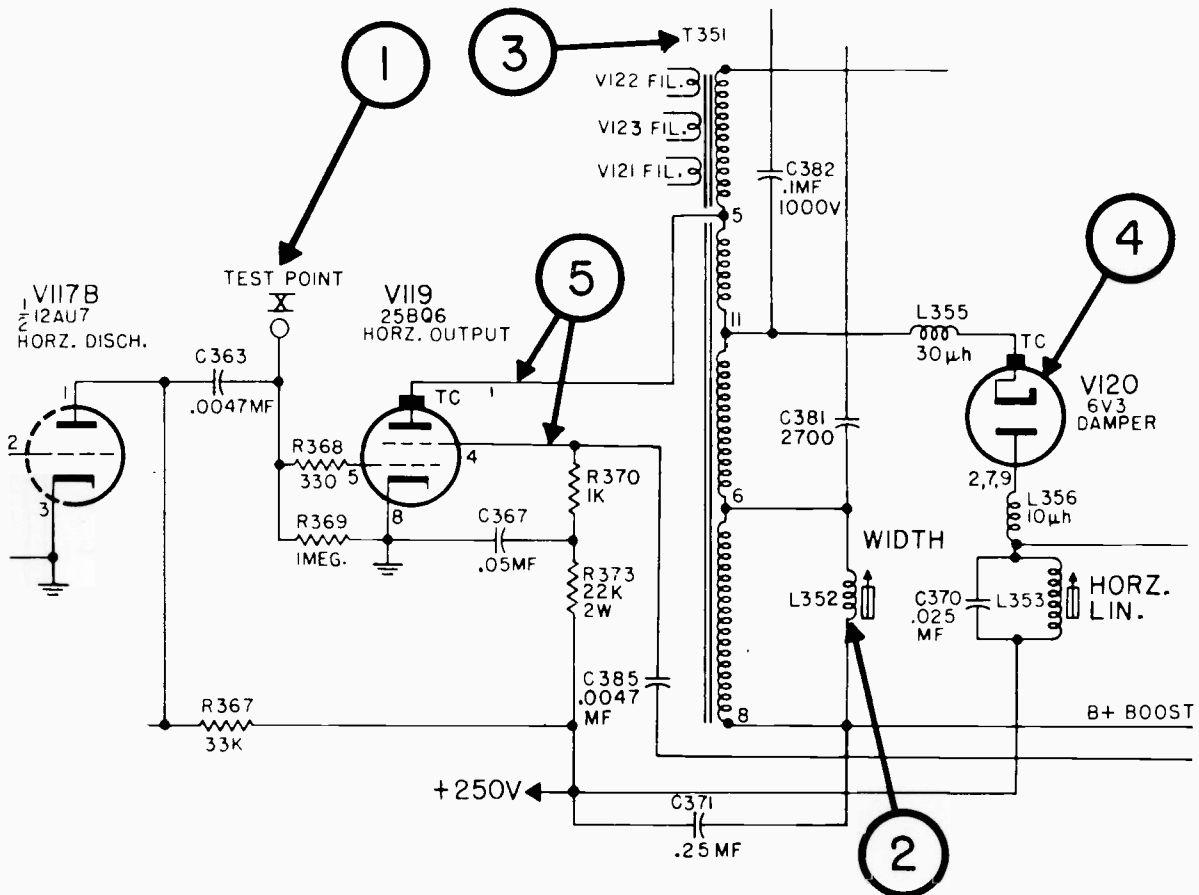 1
3
T351
V122 FIL.
V123 FIL.
V121 FIL.
C382
.1MF
1000V
5
4
TEST POINT
X
5
V117B
1/2 12AU7
HORZ. DISCH.
V119
25BQ6
HORZ. OUTPUT
C363
.0047MF
1
2
3
TC
1
4
5
8
R368
330
R369
1MEG.
R370
1K
C367
.05MF
R373
22K
2W
11
L355
30μh
TC
V120
6V3
DAMPER
2,7,9
C381
2700
6
L356
10μh
WIDTH
L352
C370
.025
MF
L353
HORZ.
LIN.
C385
.0047
MF
R367
33K
8
B+ BOOST
+250V
C371
.25MF
2